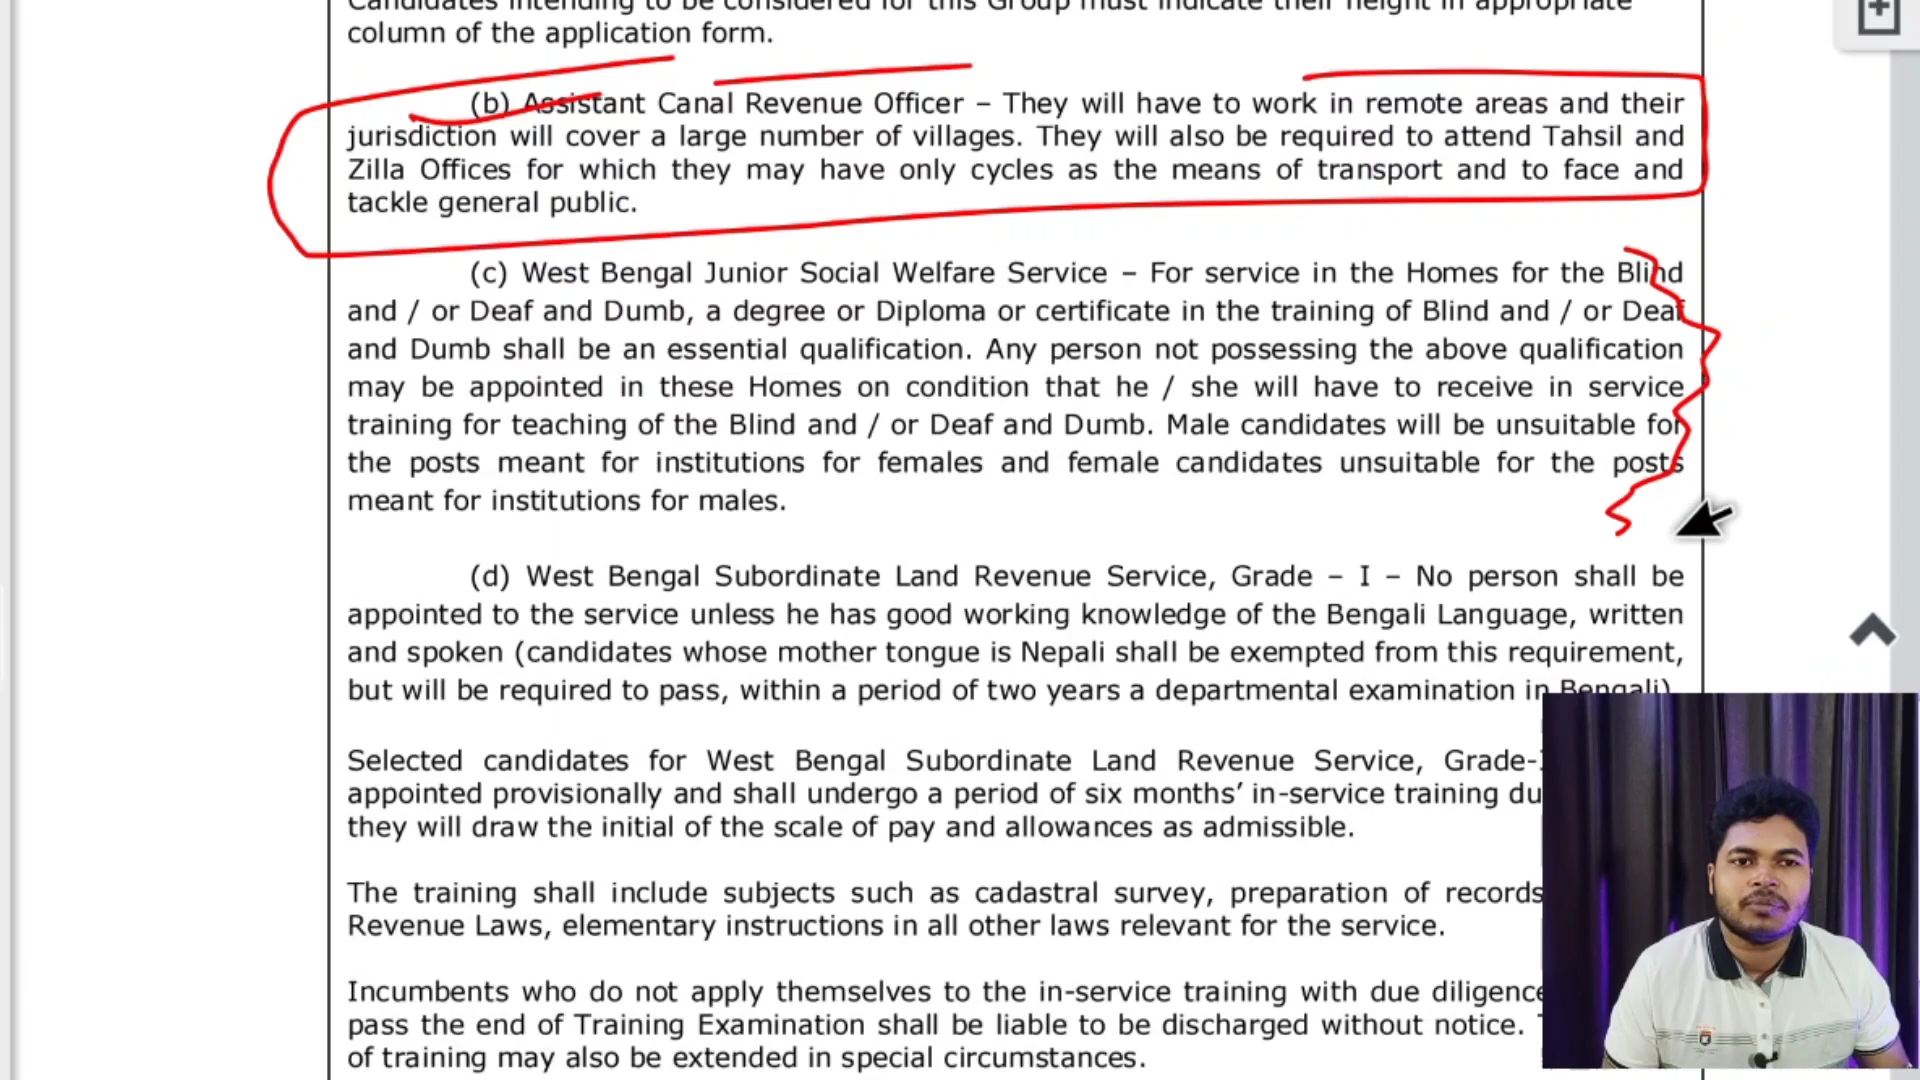 Candidates intending to be considered for this Group must indicate their height in appropriate
column of the application form.
(b) Assistant Canal Revenue Officer – They will have to work in remote areas and their
jurisdiction will cover a large number of villages. They will also be required to attend Tahsil and
Zilla Offices for which they may have only cycles as the means of transport and to face and
tackle general public.
(c) West Bengal Junior Social Welfare Service – For service in the Homes for the Blind
and / or Deaf and Dumb, a degree or Diploma or certificate in the training of Blind and / or Deaf
and Dumb shall be an essential qualification. Any person not possessing the above qualification
may be appointed in these Homes on condition that he / she will have to receive in service
training for teaching of the Blind and / or Deaf and Dumb. Male candidates will be unsuitable for
the posts meant for institutions for females and female candidates unsuitable for the posts
meant for institutions for males.
(d) West Bengal Subordinate Land Revenue Service, Grade – I – No person shall be
appointed to the service unless he has good working knowledge of the Bengali Language, written
and spoken (candidates whose mother tongue is Nepali shall be exempted from this requirement,
but will be required to pass, within a period of two years a departmental examination in Bengali)
Selected candidates for West Bengal Subordinate Land Revenue Service, Grade-
appointed provisionally and shall undergo a period of six months’ in-service training du
they will draw the initial of the scale of pay and allowances as admissible.
The training shall include subjects such as cadastral survey, preparation of records
Revenue Laws, elementary instructions in all other laws relevant for the service.
Incumbents who do not apply themselves to the in-service training with due diligence
pass the end of Training Examination shall be liable to be discharged without notice.
of training may also be extended in special circumstances.